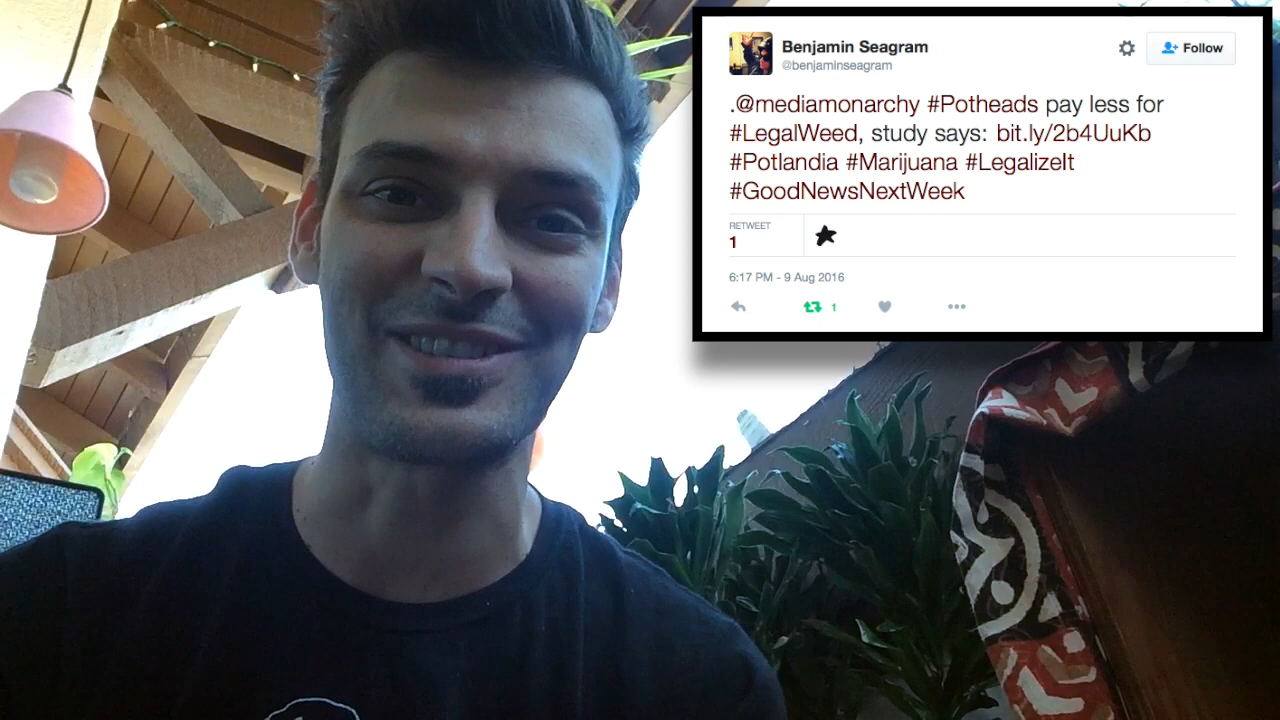 Benjamin Seagram
@benjaminseagram
Follow
.@mediamonarchy #Potheads pay less for
#LegalWeed, study says: bit.ly/2b4UuKb
#Potlandia #Marijuana #LegalizeIt
#GoodNewsNextWeek
RETWEET
1
6:17 PM - 9 Aug 2016
1